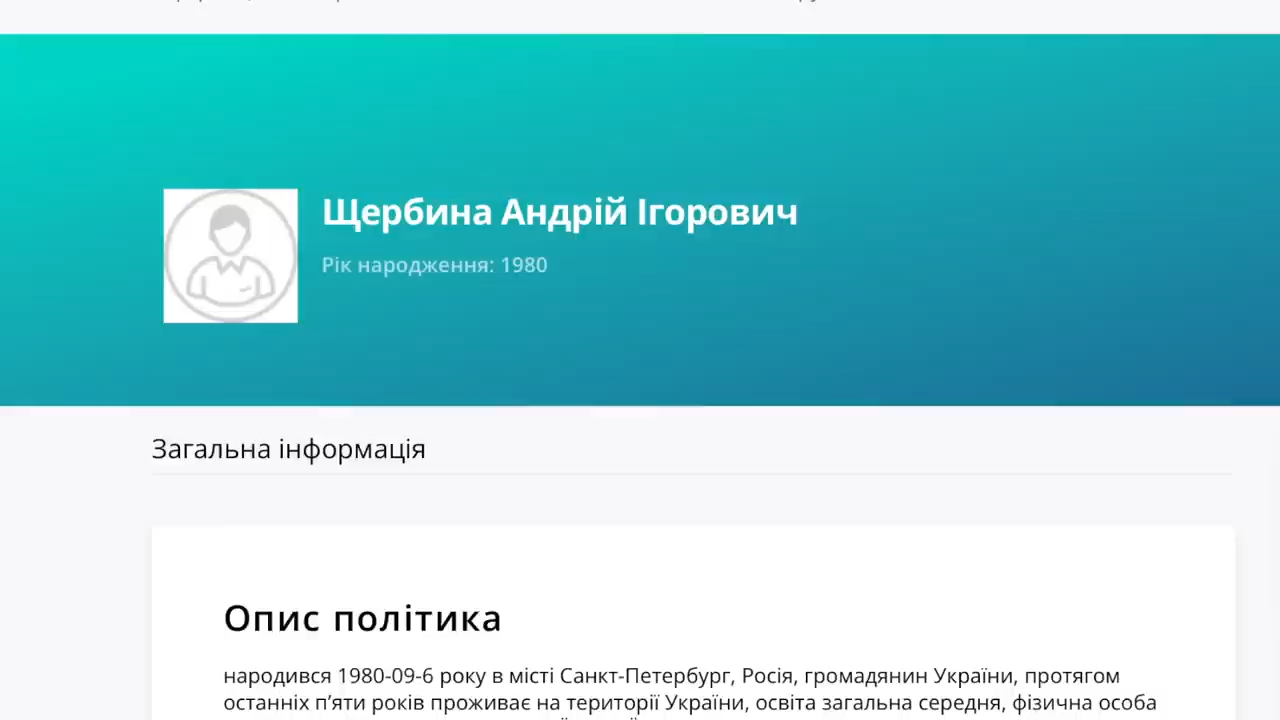 Щербина Андрій Ігорович
Рік народження: 1980
Загальна інформація
Опис політика
народився 1980-09-6 року в місті Санкт-Петербург, Росія, громадянин України, протягом
останніх п’яти років проживає на території України, освіта загальна середня, фізична особа